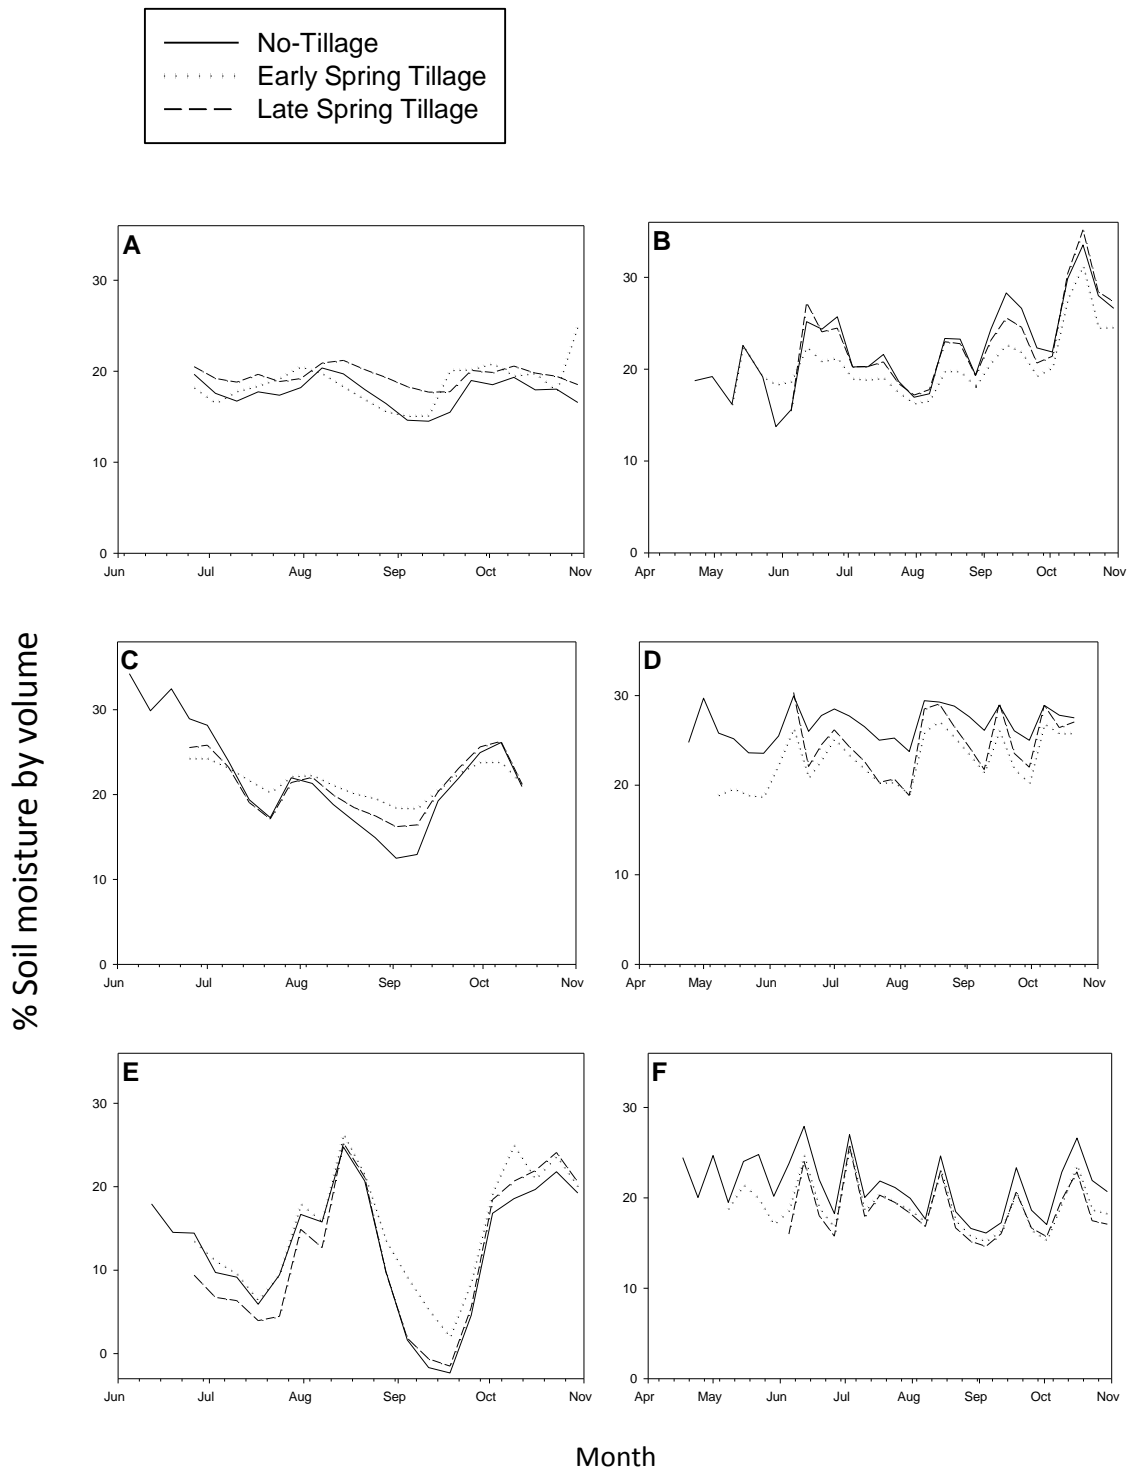 No-Tillage
Early Spring Tillage
Late Spring Tillage
A
30
20
10
0
Jun Jul Aug Sep Oct Nov
B
30
20
10
0
Apr May Jun Jul Aug Sep Oct Nov
% Soil moisture by volume
C
30
20
10
0
Jun Jul Aug Sep Oct Nov
D
30
20
10
0
Apr May Jun Jul Aug Sep Oct Nov
E
30
20
10
0
Jun Jul Aug Sep Oct Nov
F
30
20
10
0
Apr May Jun Jul Aug Sep Oct Nov
Month